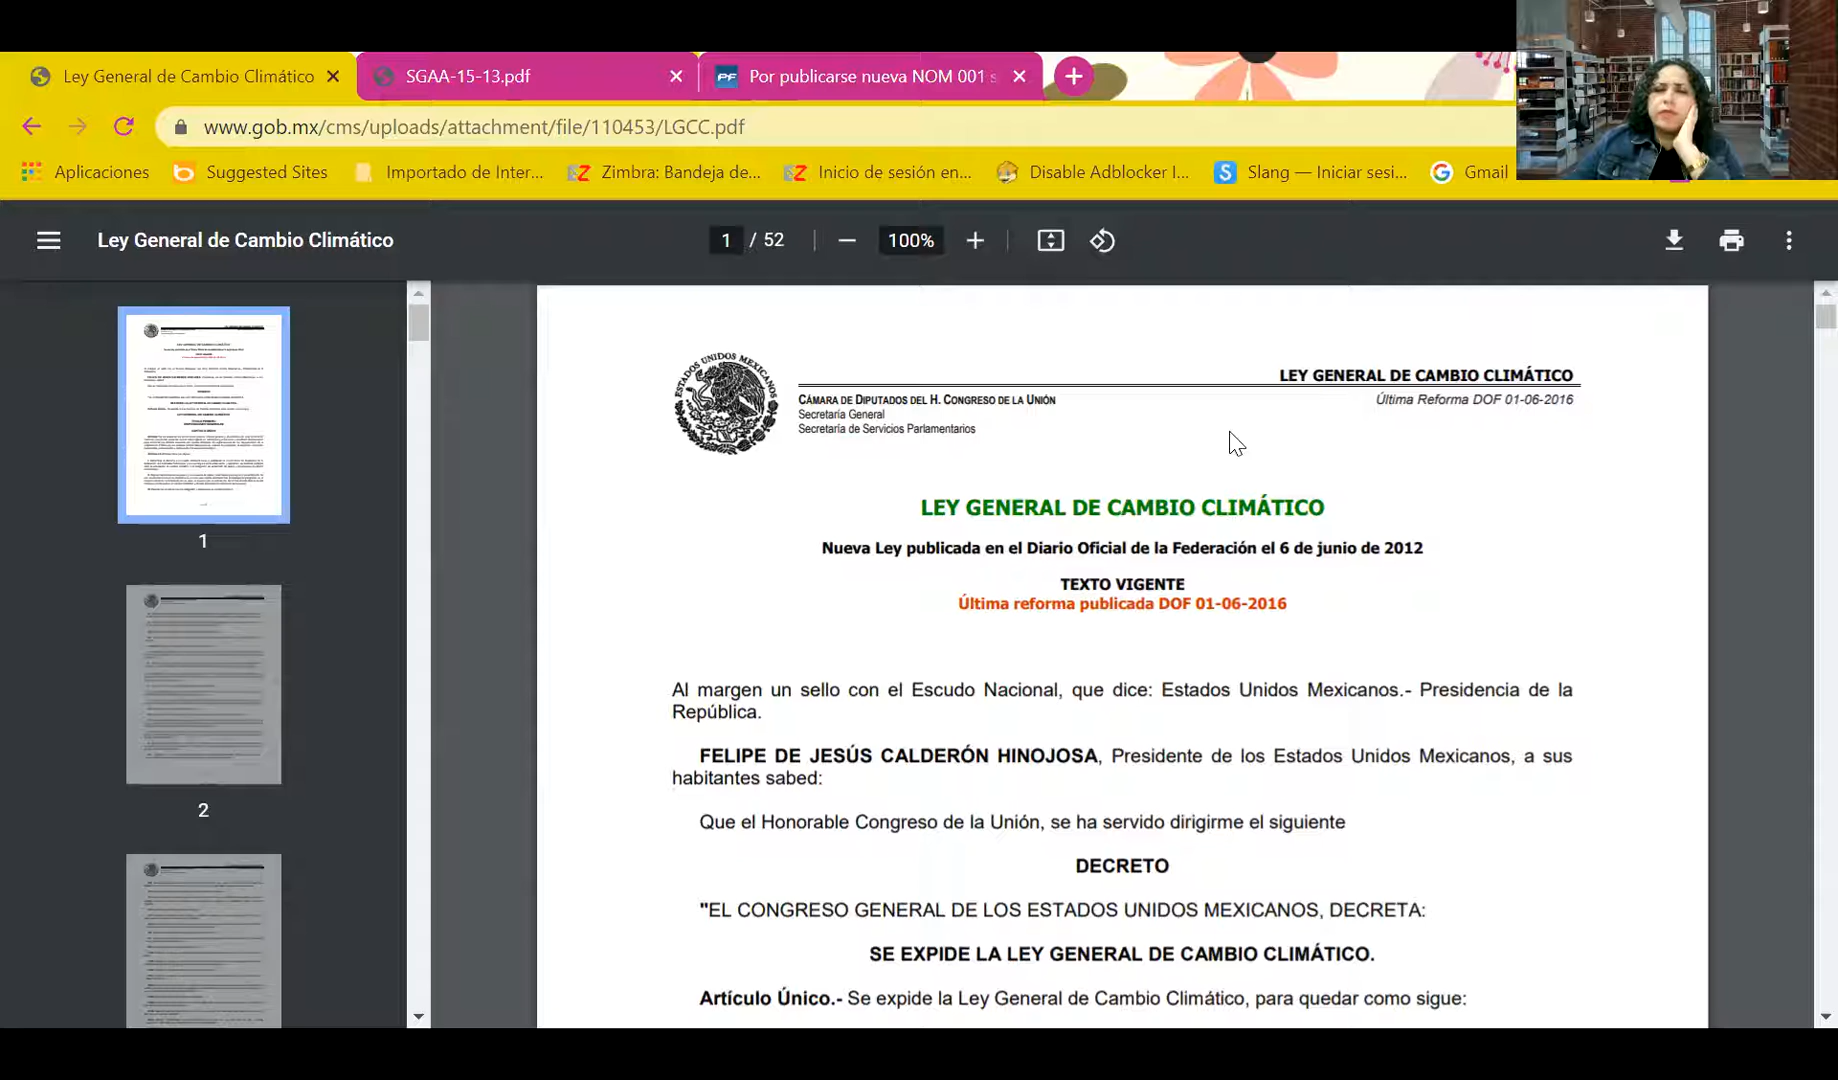 Ley General de Cambio Climático
SGAA-15-13.pdf
Por publicarse nueva NOM 001 s
www.gob.mx/cms/uploads/attachment/file/110453/LGCC.pdf
Aplicaciones
Suggested Sites
Importado de Inter...
Zimbra: Bandeja de...
Inicio de sesión en...
Disable Adblocker I...
Slang — Iniciar sesi...
Gmail
Ley General de Cambio Climático
1 / 52
100%
1
2
ESTADOS UNIDOS MEXICANOS
LEY GENERAL DE CAMBIO CLIMÁTICO
CÁMARA DE DIPUTADOS DEL H. CONGRESO DE LA UNIÓN
Última Reforma DOF 01-06-2016
Secretaría General
Secretaría de Servicios Parlamentarios
LEY GENERAL DE CAMBIO CLIMÁTICO
Nueva Ley publicada en el Diario Oficial de la Federación el 6 de junio de 2012
TEXTO VIGENTE
Última reforma publicada DOF 01-06-2016
Al margen un sello con el Escudo Nacional, que dice: Estados Unidos Mexicanos.- Presidencia de la
República.
FELIPE DE JESÚS CALDERÓN HINOJOSA, Presidente de los Estados Unidos Mexicanos, a sus
habitantes sabed:
Que el Honorable Congreso de la Unión, se ha servido dirigirme el siguiente
DECRETO
"EL CONGRESO GENERAL DE LOS ESTADOS UNIDOS MEXICANOS, DECRETA:
SE EXPIDE LA LEY GENERAL DE CAMBIO CLIMÁTICO.
Artículo Único.- Se expide la Ley General de Cambio Climático, para quedar como sigue: